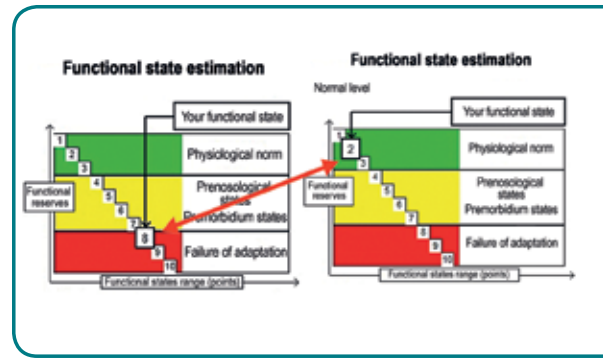 Functional state estimation
Your functional state
1
2
3
4
5
6
7
8
9
10
Physiological norm
Prenosological
states
Premorbidium states
Failure of adaptation
Functional
reserves
Functional states range (points)
Functional state estimation
Normal level
Your functional state
1
2
3
4
5
6
7
8
9
10
Physiological norm
Prenosological
states
Premorbidium states
Failure of adaptation
Functional
reserves
Functional states range (points)